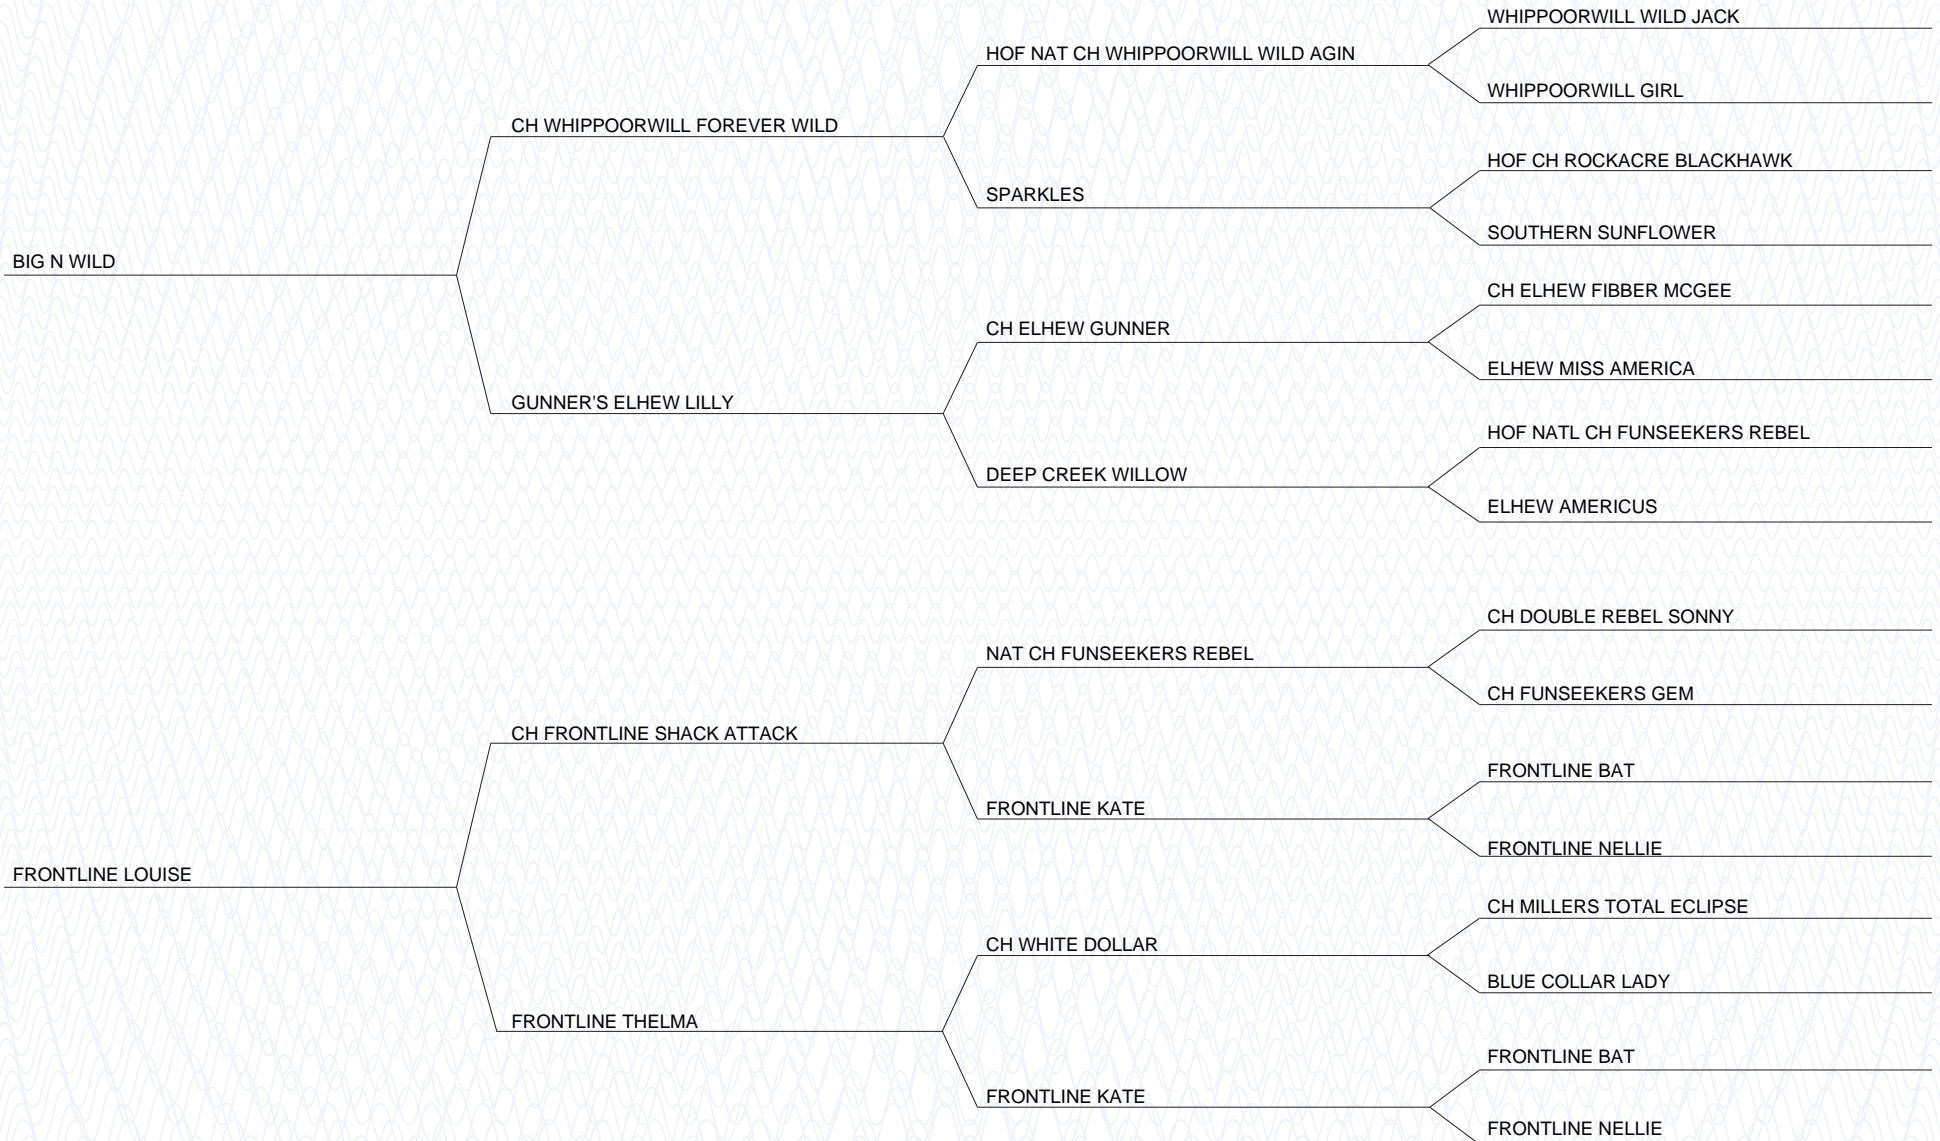 WHIPPOORWILL WILD JACK
HOF NAT CH WHIPPOORWILL WILD AGIN
WHIPPOORWILL GIRL
CH WHIPPOORWILL FOREVER WILD
HOF CH ROCKACRE BLACKHAWK
SPARKLES
SOUTHERN SUNFLOWER
BIG N WILD
CH ELHEW FIBBER MCGEE
CH ELHEW GUNNER
ELHEW MISS AMERICA
GUNNER'S ELHEW LILLY
HOF NATL CH FUNSEEKERS REBEL
DEEP CREEK WILLOW
ELHEW AMERICUS
CH DOUBLE REBEL SONNY
NAT CH FUNSEEKERS REBEL
CH FUNSEEKERS GEM
CH FRONTLINE SHACK ATTACK
FRONTLINE BAT
FRONTLINE KATE
FRONTLINE NELLIE
FRONTLINE LOUISE
CH MILLERS TOTAL ECLIPSE
CH WHITE DOLLAR
BLUE COLLAR LADY
FRONTLINE THELMA
FRONTLINE BAT
FRONTLINE KATE
FRONTLINE NELLIE